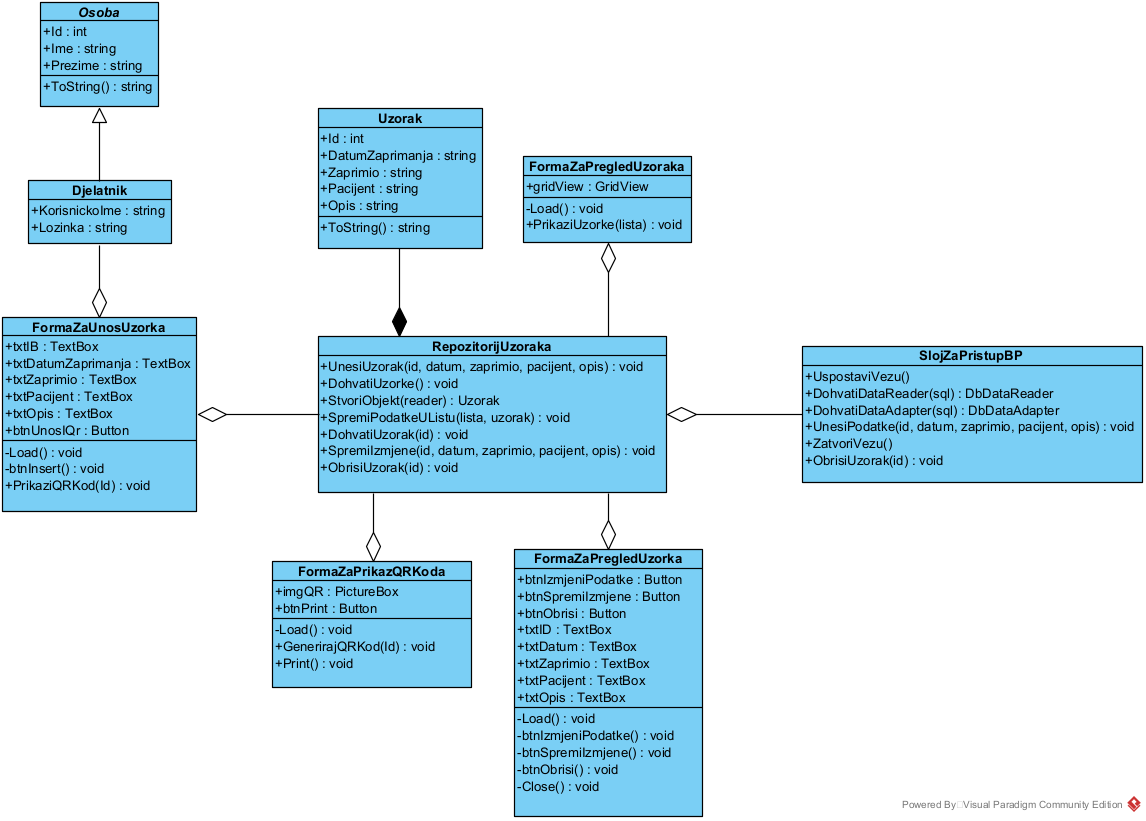 Osoba
+Id : int
+Ime : string
+Prezime : string
+ToString() : string
Djelatnik
+KorisnickoIme : string
+Lozinka : string
Uzorak
+Id : int
+DatumZaprimanja : string
+Zaprimio : string
+Pacijent : string
+Opis : string
+ToString() : string
FormaZaPregledUzoraka
+gridView : GridView
-Load() : void
+PrikaziUzorke(lista) : void
FormaZaUnosUzorka
+txtIB : TextBox
+txtDatumZaprimanja : TextBox
+txtZaprimio : TextBox
+txtPacijent : TextBox
+txtOpis : TextBox
+btnUnosIQr : Button
-Load() : void
-btnInsert() : void
+PrikaziQRKod(Id) : void
RepozitorijUzoraka
+UnesiUzorak(id, datum, zaprimio, pacijent, opis) : void
+DohvatiUzorke() : void
+StvoriObjekt(reader) : Uzorak
+SpremiPodatkeUListu(lista, uzorak) : void
+DohvatiUzorak(id) : void
+SpremiIzmjene(id, datum, zaprimio, pacijent, opis) : void
+ObrisiUzorak(id) : void
SlojZaPristupBP
+UspostaviVezu()
+DohvatiDataReader(sql) : DbDataReader
+DohvatiDataAdapter(sql) : DbDataAdapter
+UnesiPodatke(id, datum, zaprimio, pacijent, opis) : void
+ZatvoriVezu()
+ObrisiUzorak(id) : void
FormaZaPrikazQRKoda
+imgQR : PictureBox
+btnPrint : Button
-Load() : void
+GenerirajQRKod(Id) : void
+Print() : void
FormaZaPregledUzorka
+btnIzmjeniPodatke : Button
+btnSpremiIzmjene : Button
+btnObrisi : Button
+txtID : TextBox
+txtDatum : TextBox
+txtZaprimio : TextBox
+txtPacijent : TextBox
+txtOpis : TextBox
-Load() : void
-btnIzmjeniPodatke() : void
-btnSpremiIzmjene() : void
-btnObrisi() : void
-Close() : void
Powered By Visual Paradigm Community Edition